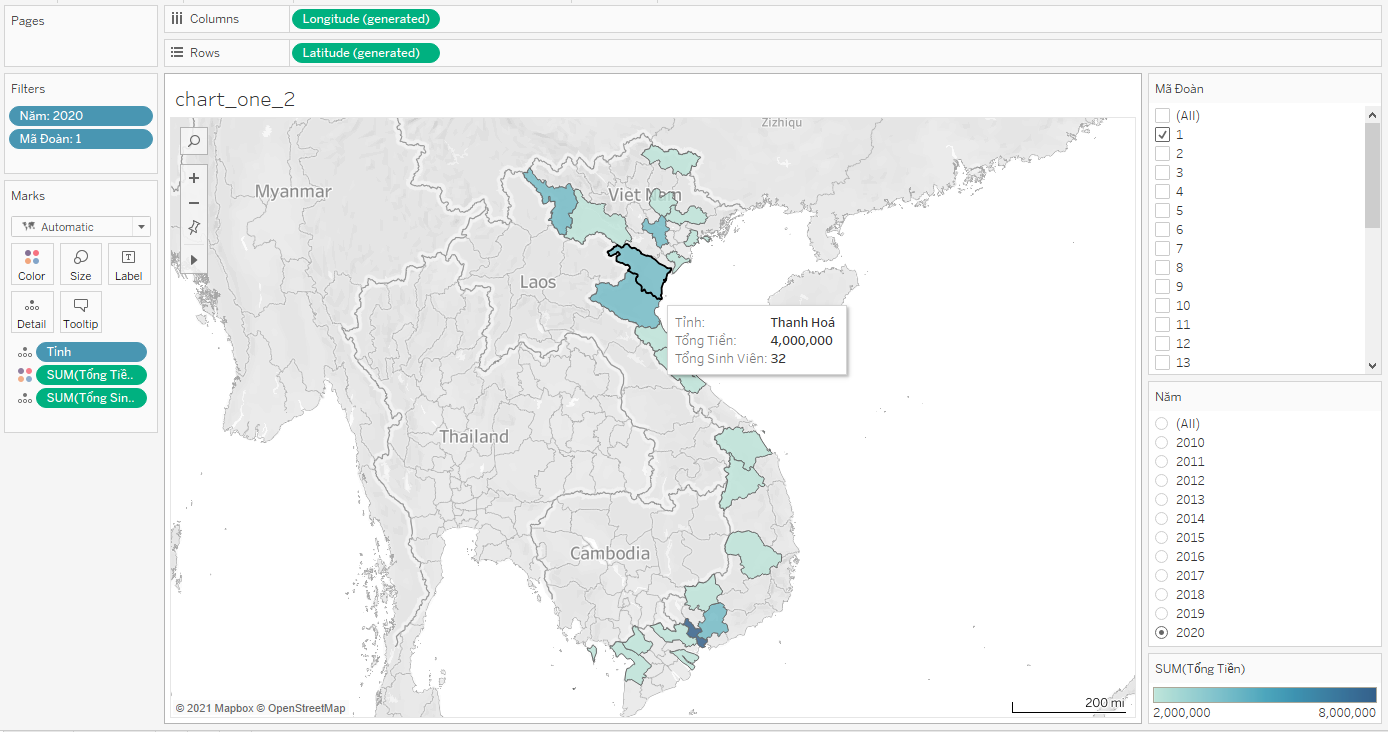 Pages
Columns
Longitude (generated)
Rows
Latitude (generated)
Filters
Năm: 2020
Mã Đoàn: 1
Marks
Automatic
Color
Size
Label
Detail
Tooltip
Tỉnh
SUM(Tổng Tiề..
SUM(Tổng Sin..
chart_one_2
Zizhiqu
Myanmar
Viet Nam
Laos
Thailand
Cambodia
Tỉnh: Thanh Hoá
Tổng Tiền: 4,000,000
Tổng Sinh Viên: 32
© 2021 Mapbox © OpenStreetMap
200 mi
Mã Đoàn
(All)
1
2
3
4
5
6
7
8
9
10
11
12
13
Năm
(All)
2010
2011
2012
2013
2014
2015
2016
2017
2018
2019
2020
SUM(Tổng Tiền)
2,000,000 8,000,000